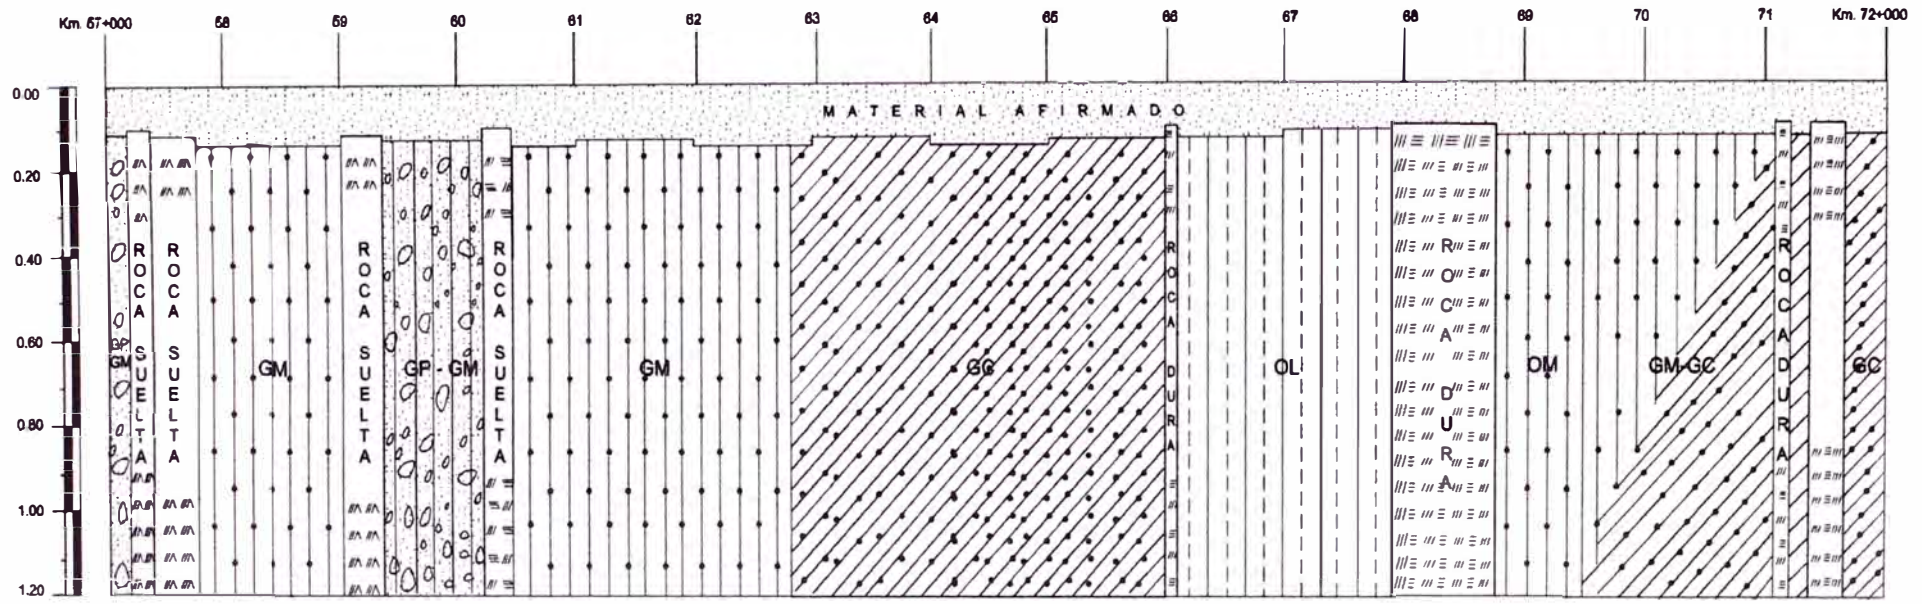 Km. 57+000 58 59 60 61 62 63 64 65 66 67 68 69 70 71 Km. 72+000
0.00
MATERIAL AFIRMADO
0.20
0.40
0.60
0.80
1.00
1.20
GP
GM
ROCA SUELTA
ROCA SUELTA
GM
ROCA SUELTA
GP - GM
ROCA SUELTA
GM
GC
ROCA DURA
OL
ROCA DURA
OM
GM-GC
ROCA DURA
GC